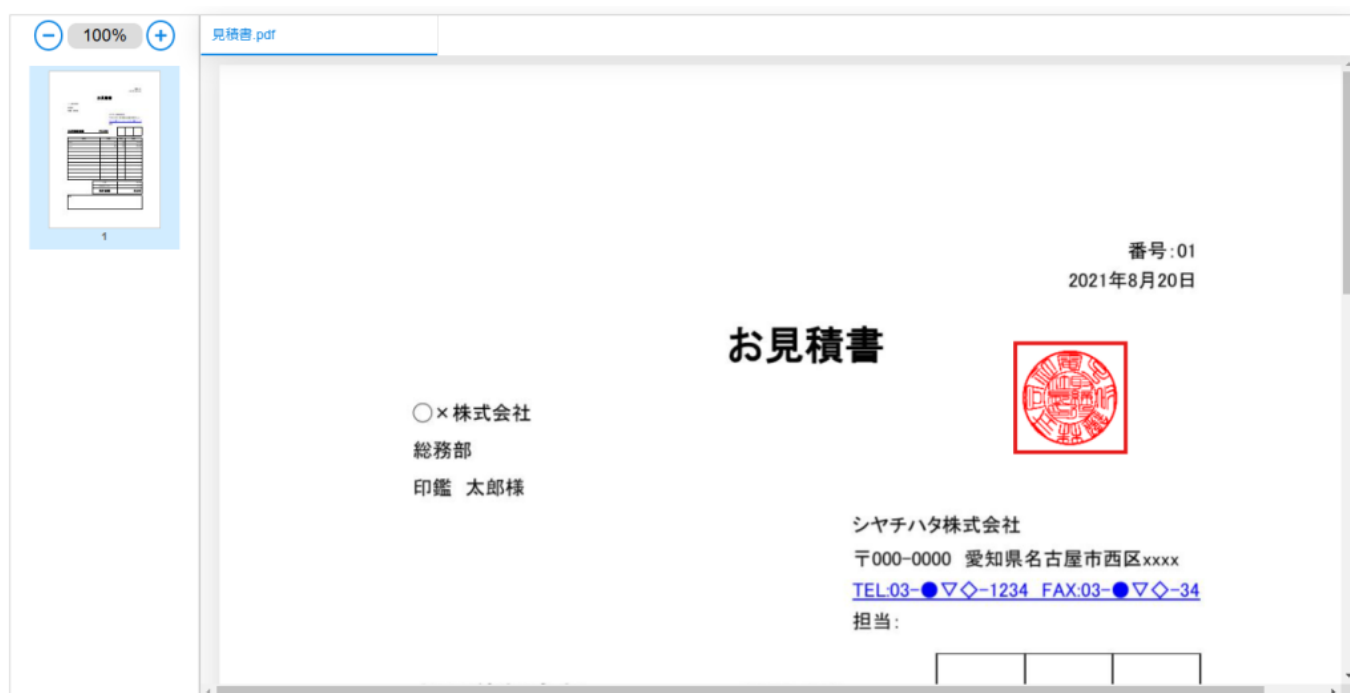 100%
見積書.pdf
1
番号:01
2021年8月20日
お見積書
○×株式会社
総務部
印鑑 太郎様
シヤチハタ株式会社
〒000-0000 愛知県名古屋市西区xxxx
TEL:03-●▽◇-1234 FAX:03-●▽◇-34
担当: